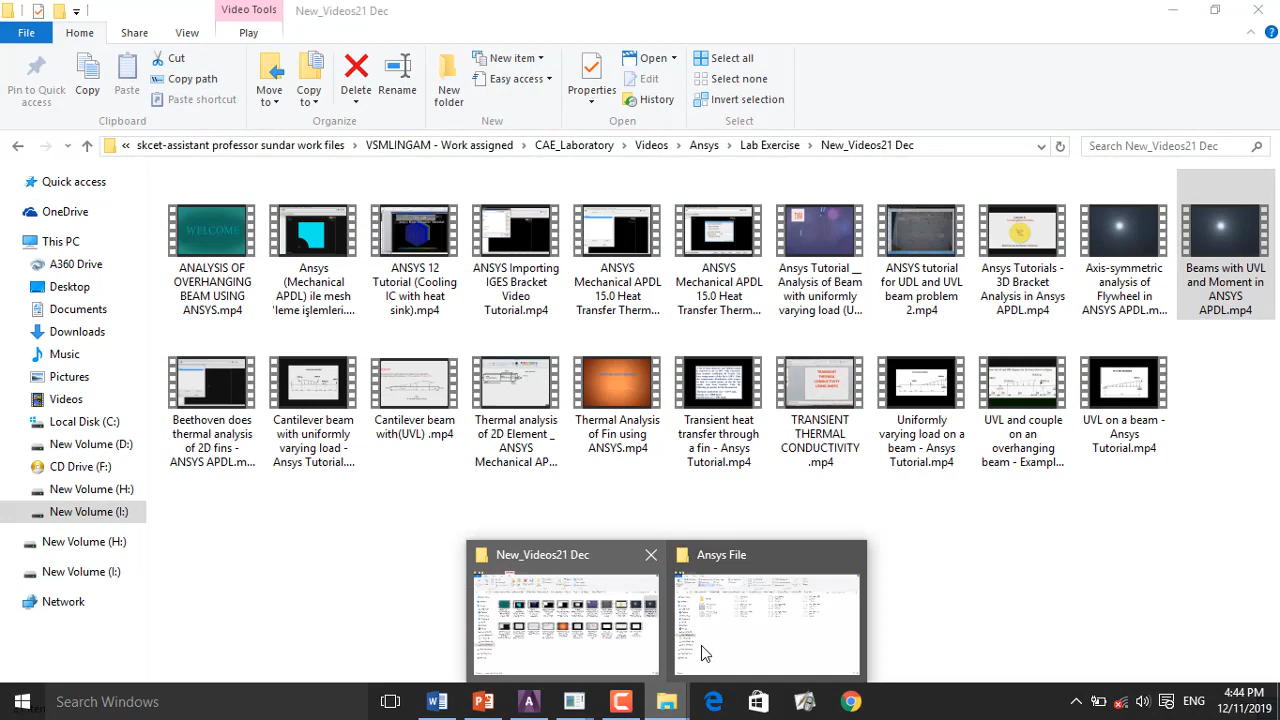 Video Tools
New_Videos21 Dec
File
Home
Share
View
Play
Pin to Quick
access
Copy
Paste
Cut
Copy path
Paste shortcut
Clipboard
Move
to
Copy
to
Delete
Rename
Organize
New
folder
New item
Easy access
New
Properties
Open
Edit
History
Open
Select all
Select none
Invert selection
Select
« skcet-assistant professor sundar work files
VSMLINGAM - Work assigned
CAE_Laboratory
Videos
Ansys
Lab Exercise
New_Videos21 Dec
Search New_Videos21 Dec
Quick access
OneDrive
This PC
A360 Drive
Desktop
Documents
Downloads
Music
Pictures
Videos
Local Disk (C:)
New Volume (D:)
CD Drive (F:)
New Volume (H:)
New Volume (I:)
New Volume (H:)
New Volume (I:)
Network
WELCOME
ANALYSIS OF
OVERHANGING
BEAM USING
ANSYS.mp4
Ansys
(Mechanical
APDL) ile mesh
'leme işlemleri....
ANSYS 12
Tutorial (Cooling
IC with heat
sink).mp4
ANSYS Importing
IGES Bracket
Video
Tutorial.mp4
ANSYS
Mechanical APDL
15.0 Heat
Transfer Therm...
ANSYS
Mechanical APDL
15.0 Heat
Transfer Therm...
Ansys Tutorial __
Analysis of Beam
with uniformly
varying load (U...
ANSYS tutorial
for UDL and UVL
beam problem
2.mp4
Ansys Tutorials -
3D Bracket
Analysis in Ansys
APDL.mp4
Axis-symmetric
analysis of
Flywheel in
ANSYS APDL.m...
Beams with UVL
and Moment in
ANSYS
APDL.mp4
Beethoven does
thermal analysis
of 2D fins -
ANSYS APDL.m...
Cantilever beam
with uniformly
varying load -
Ansys Tutorial....
Cantilever beam
with(UVL) .mp4
Thermal analysis
of 2D Element _
ANSYS
Mechanical AP...
Thermal Analysis
of Fin using
ANSYS.mp4
Transient heat
transfer through
a fin - Ansys
Tutorial.mp4
TRANSIENT
THERMAL
CONDUCTIVITY
.mp4
Uniformly
varying load on a
beam - Ansys
Tutorial.mp4
UVL and couple
on an
overhanging
beam - Exampl...
UVL on a beam -
Ansys
Tutorial.mp4
New_Videos21 Dec
Ansys File
Search Windows
ENG
4:44 PM
12/11/2019